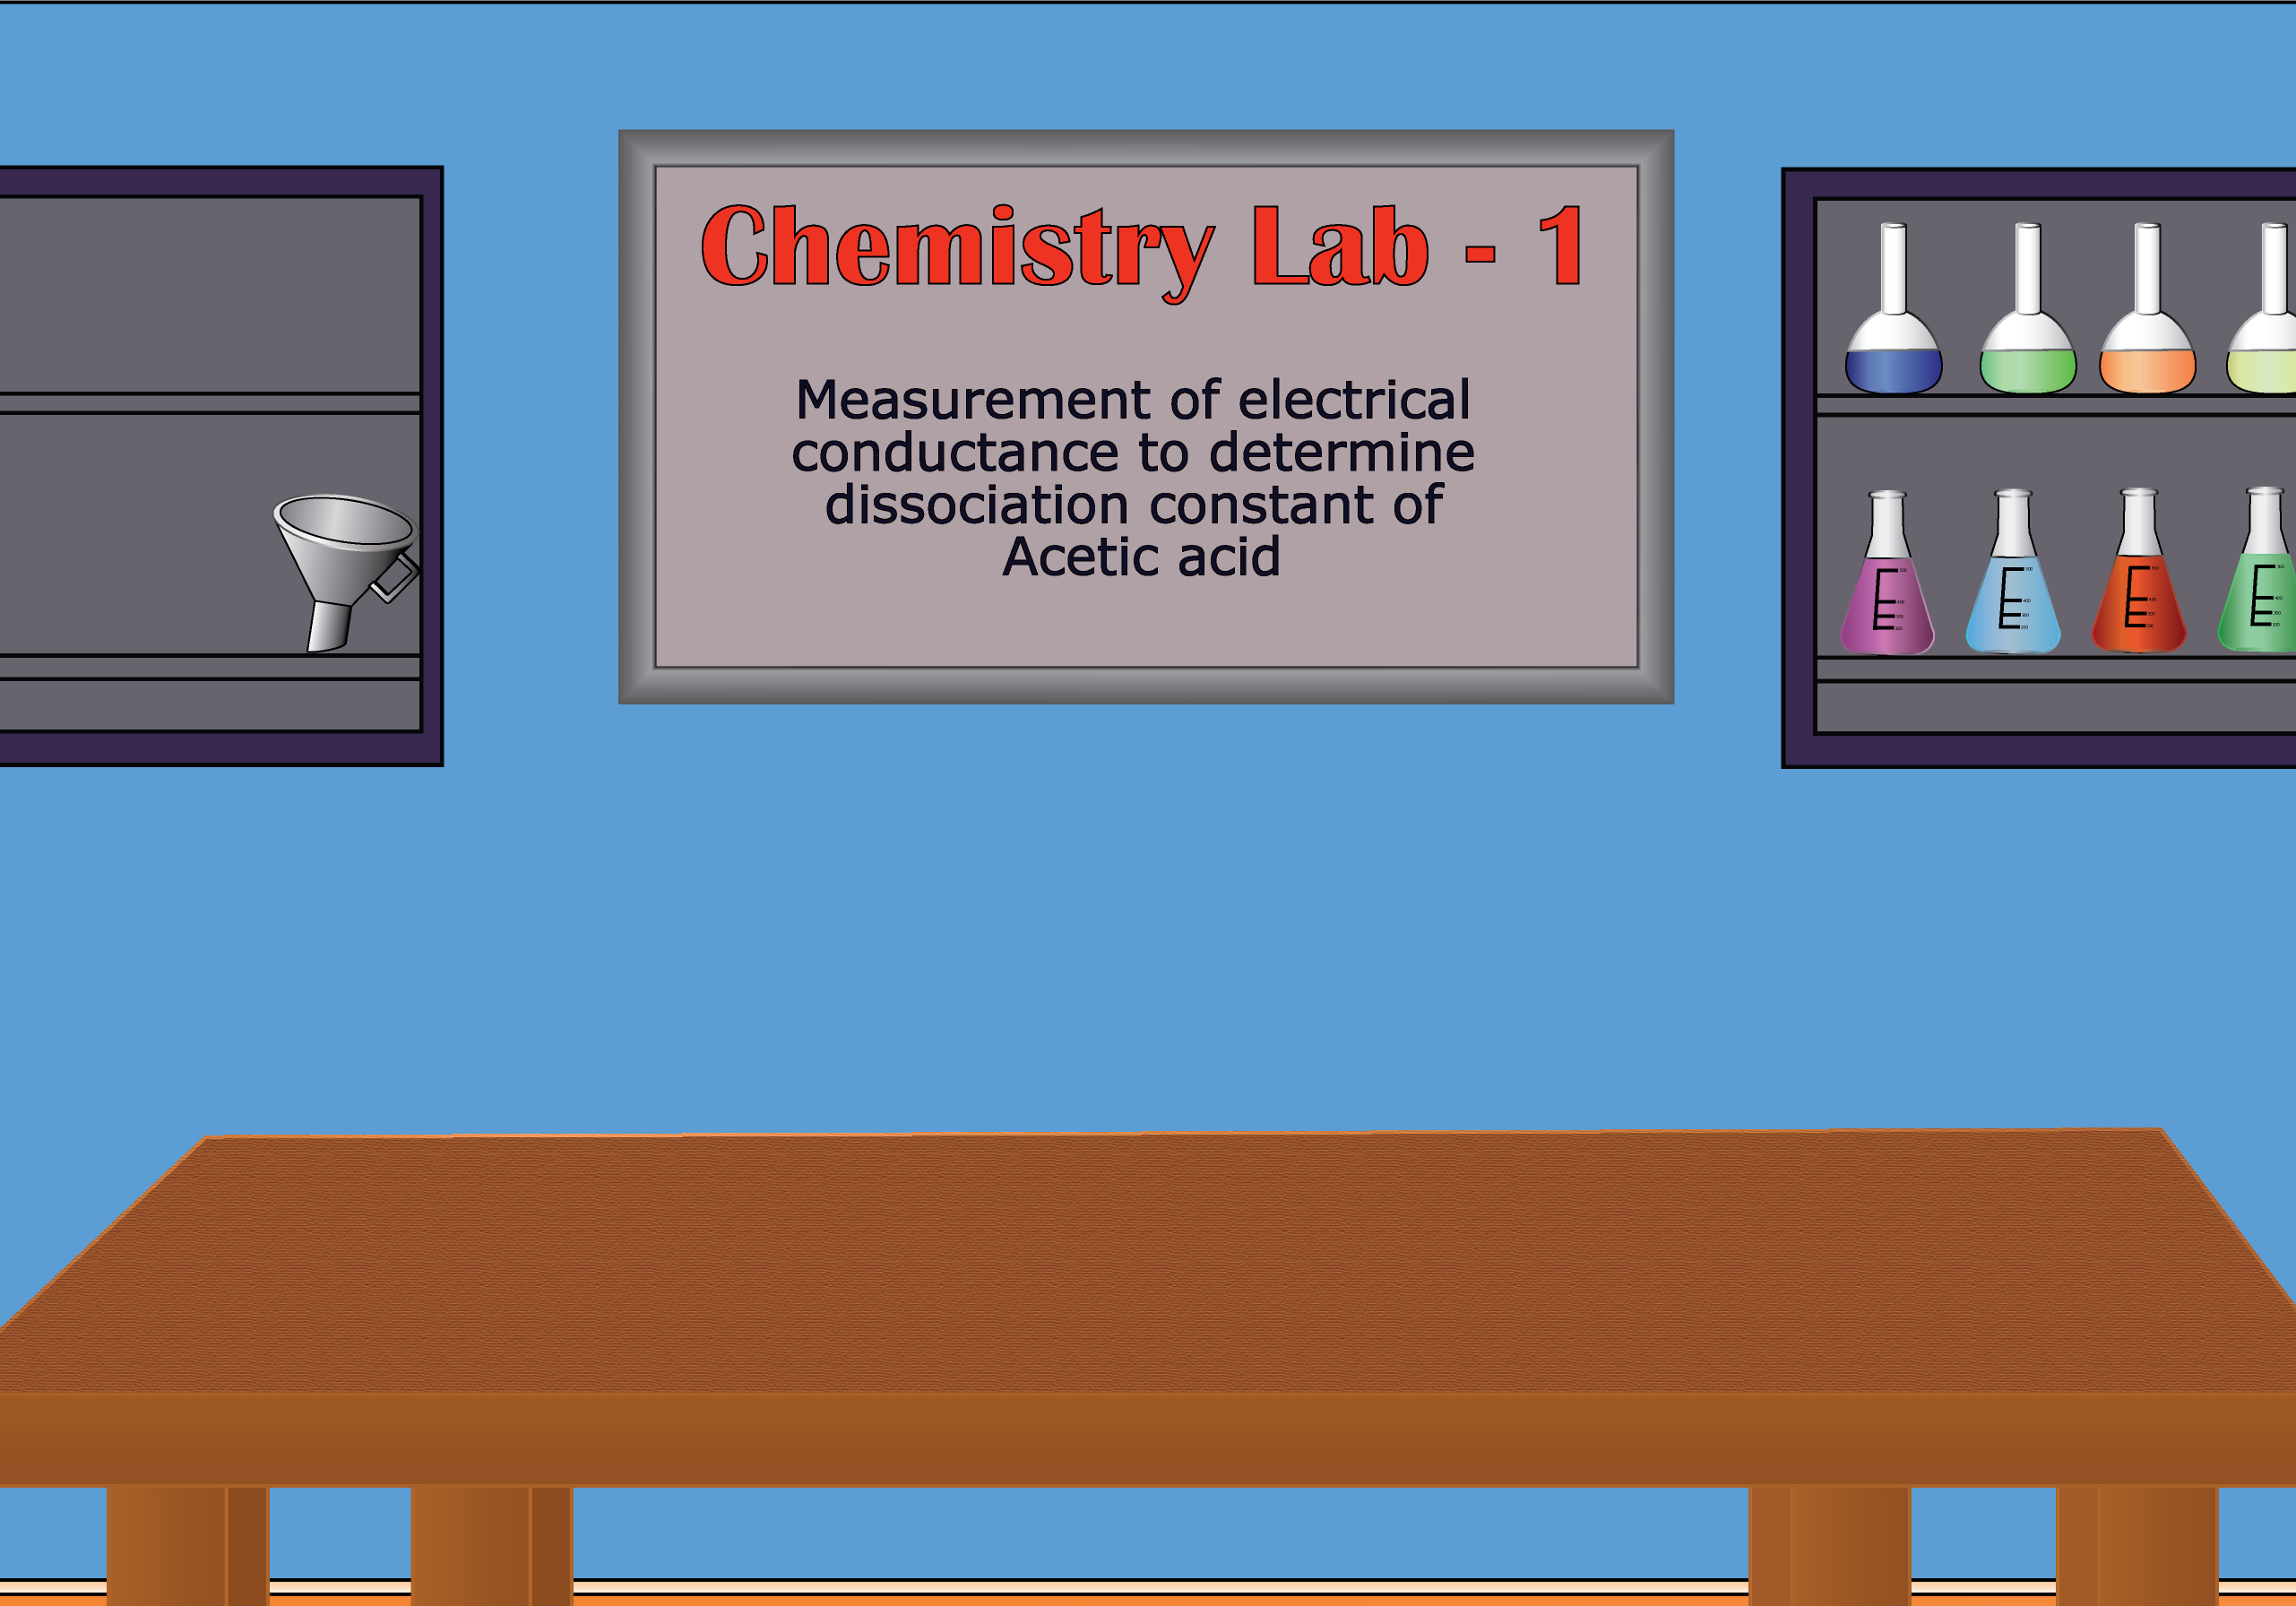 Chemistry Lab - 1
Measurement of electrical
conductance to determine
dissociation constant of
Acetic acid